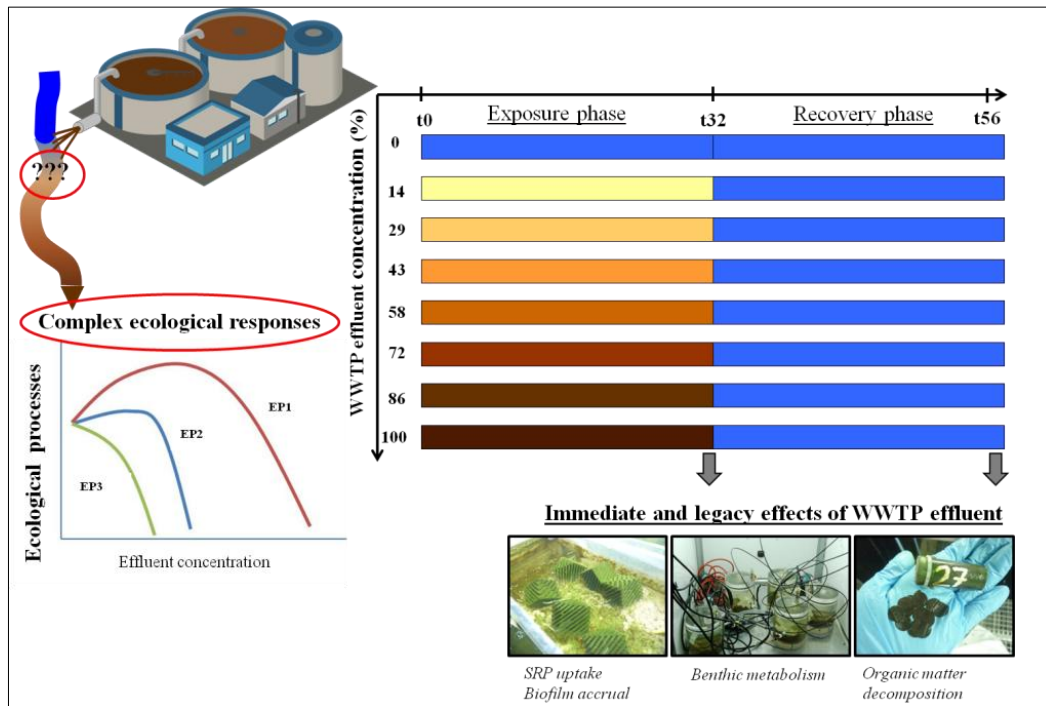 ???
Complex ecological responses
Ecological processes
EP1
EP2
EP3
Effluent concentration
WWTP effluent concentration (%)
t0
Exposure phase
t32
Recovery phase
t56
0
14
29
43
58
72
86
100
Immediate and legacy effects of WWTP effluent
27
SRP uptake
Biofilm accrual
Benthic metabolism
Organic matter
decomposition